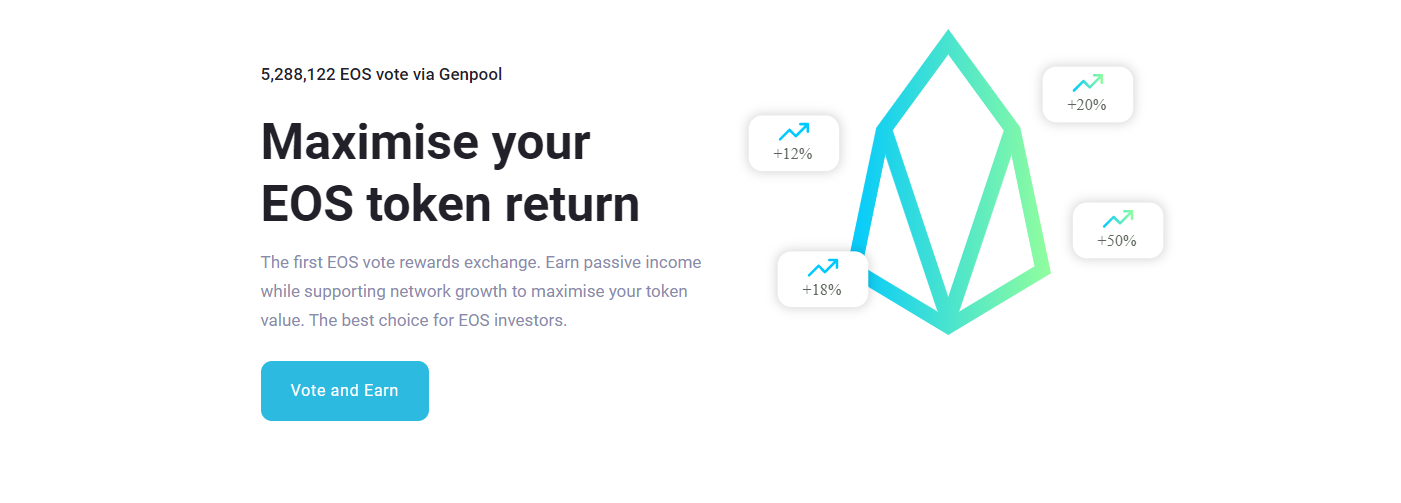 5,288,122 EOS vote via Genpool
Maximise your
EOS token return
The first EOS vote rewards exchange. Earn passive income
while supporting network growth to maximise your token
value. The best choice for EOS investors.
Vote and Earn
+12%
+20%
+18%
+50%